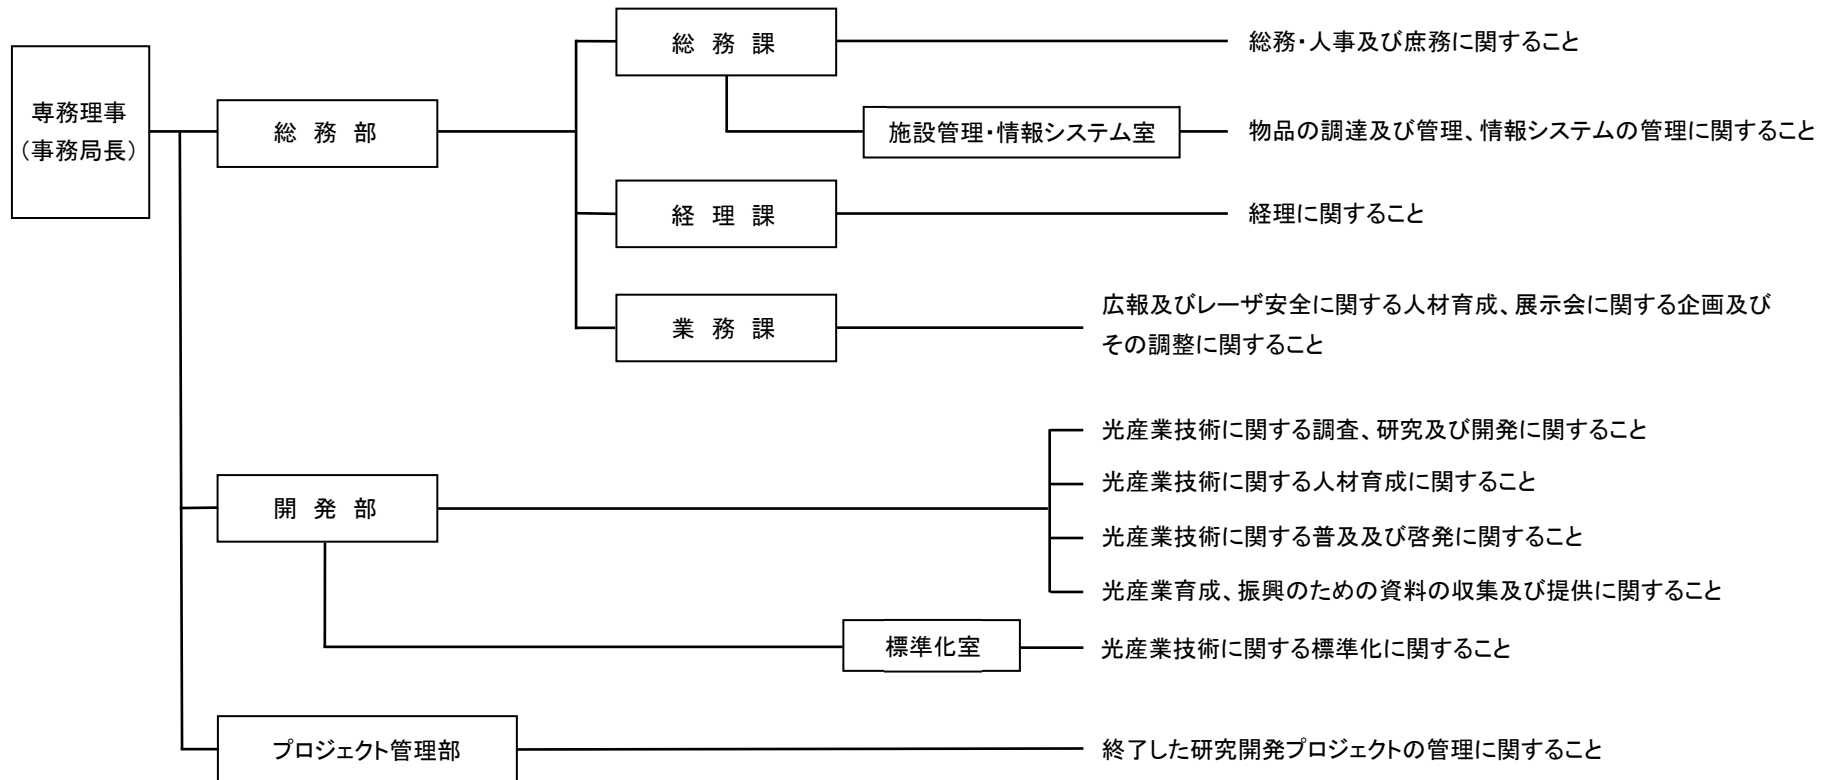 専務理事
（事務局長）
総務部
総務課
総務・人事及び庶務に関すること
施設管理・情報システム室
物品の調達及び管理、情報システムの管理に関すること
経理課
経理に関すること
業務課
広報及びレーザ安全に関する人材育成、展示会に関する企画及び
その調整に関すること
開発部
光産業技術に関する調査、研究及び開発に関すること
光産業技術に関する人材育成に関すること
光産業技術に関する普及及び啓発に関すること
光産業育成、振興のための資料の収集及び提供に関すること
標準化室
光産業技術に関する標準化に関すること
プロジェクト管理部
終了した研究開発プロジェクトの管理に関すること